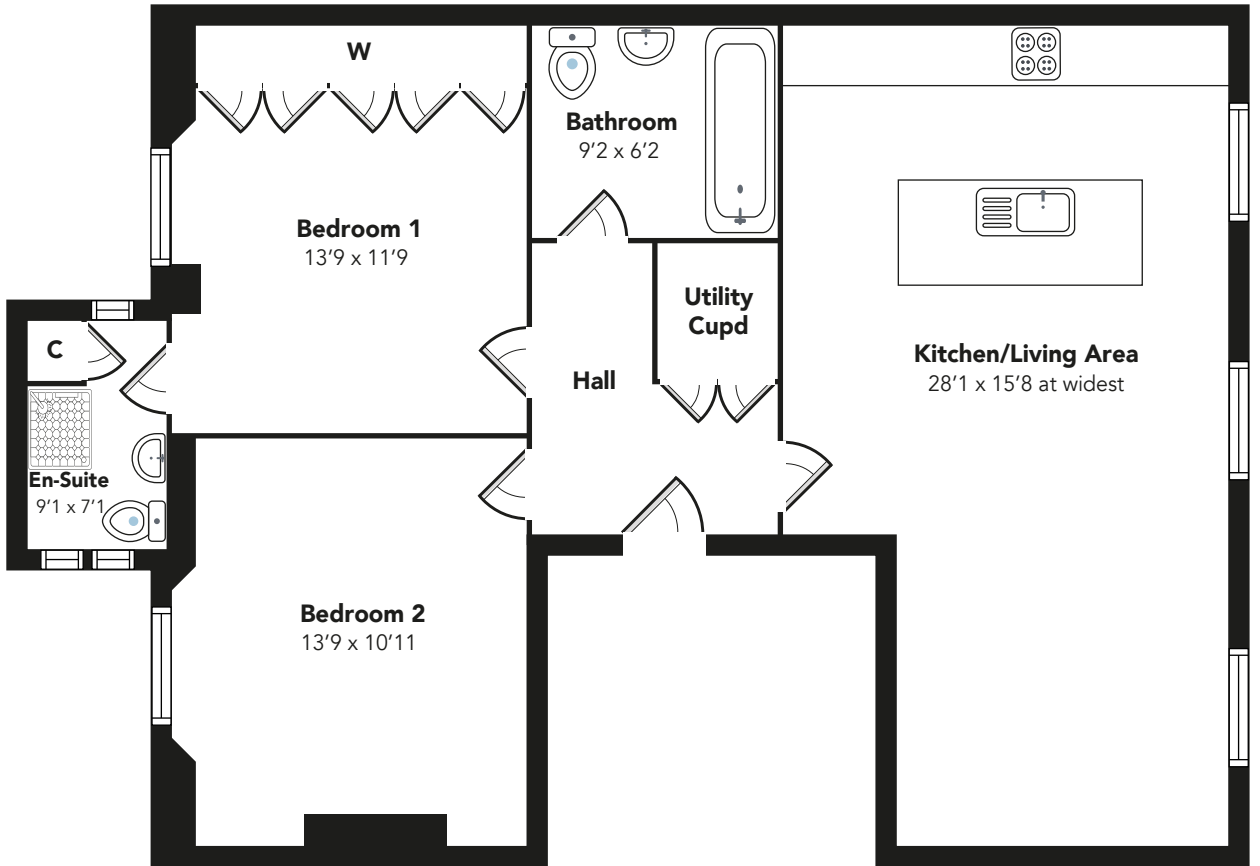 W
Bathroom
9'2 x 6'2
Bedroom 1
13'9 x 11'9
Utility
Cupd
C
Hall
Kitchen/Living Area
28'1 x 15'8 at widest
En-Suite
9'1 x 7'1
Bedroom 2
13'9 x 10'11